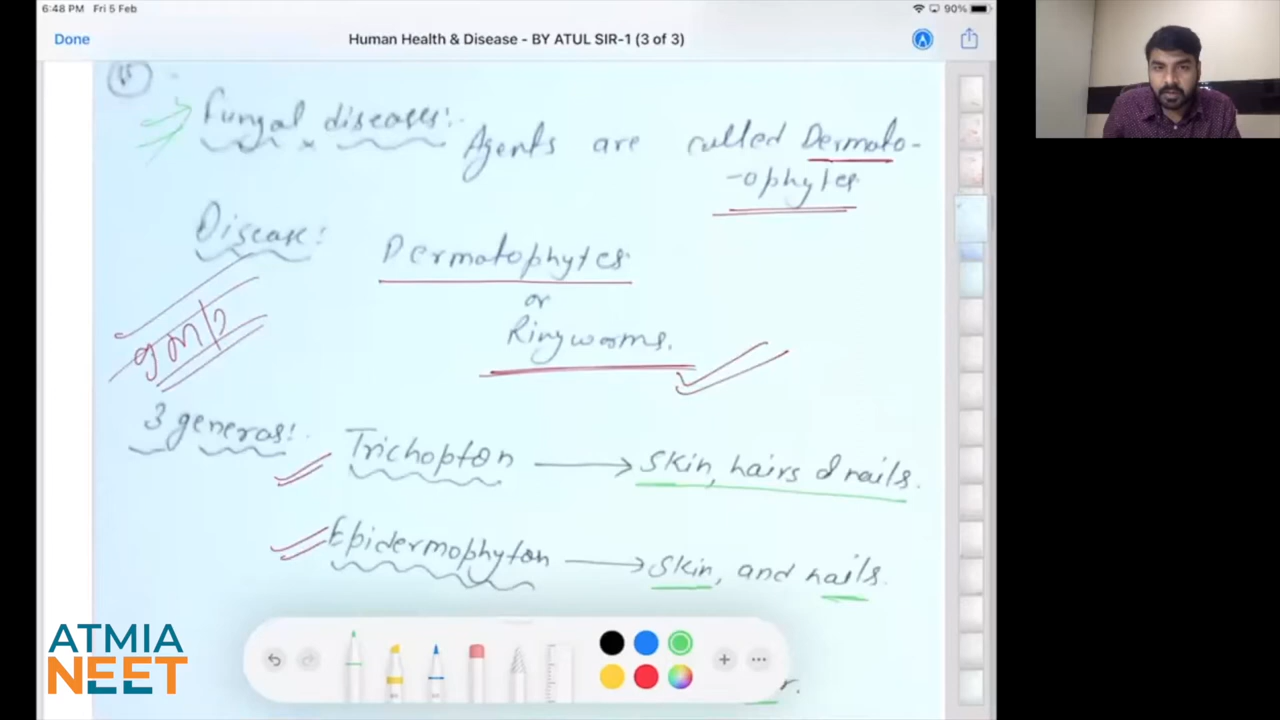 6:48 PM Fri 5 Feb
90%
Done
Human Health & Disease - BY ATUL SIR-1 (3 of 3)
Fungal diseases:.
Agents are called Dermato-
-ophytes
Disease:
Dermatophytes
or
Ringworms.
3 generas:.
Trichopton → Skin, hairs & nails.
Epidermophyton → Skin, and nails.
r.
ATMIA
NEET